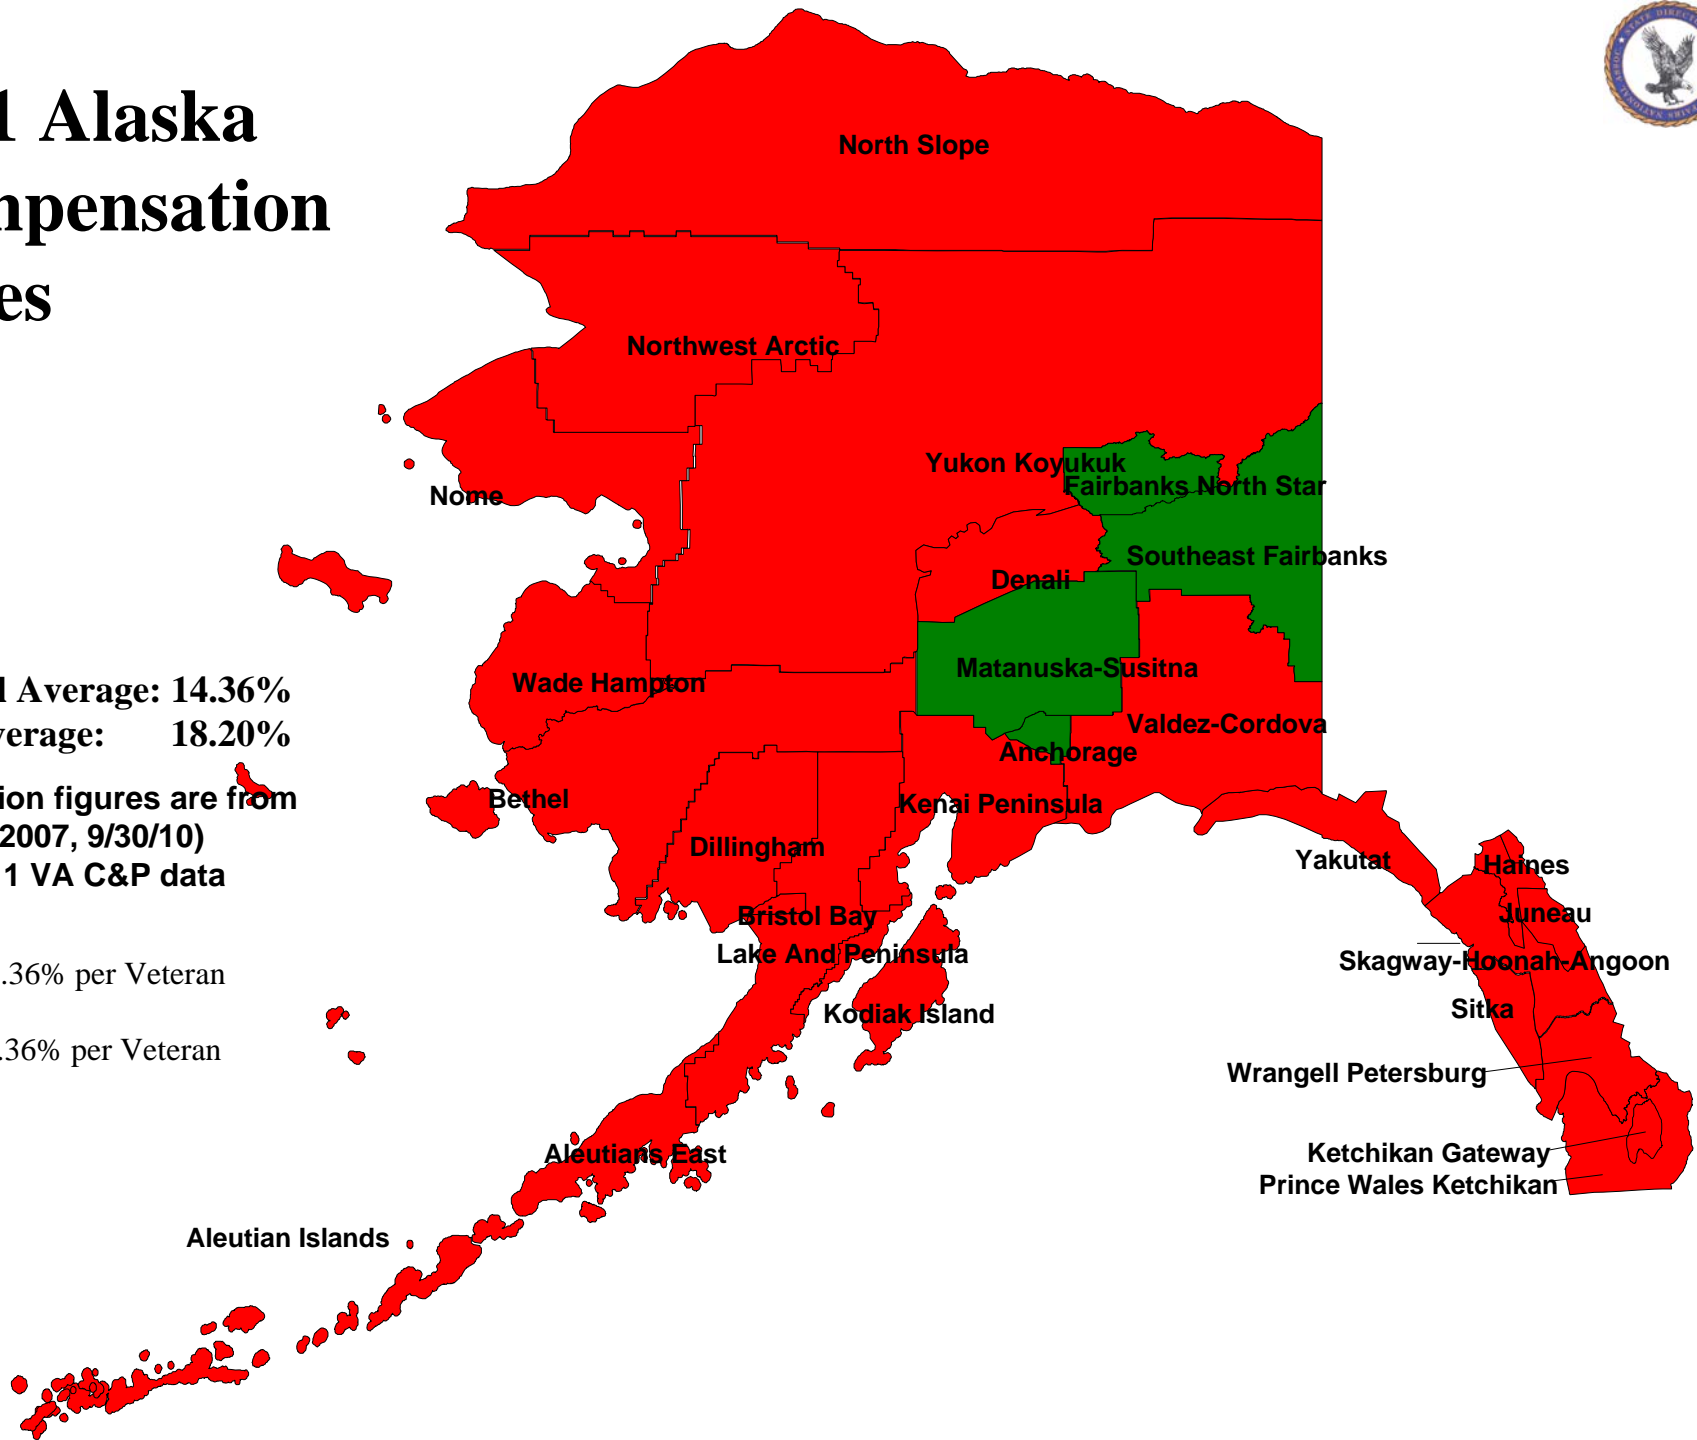 1 Alaska
mpensation
es
l Average: 14.36%
verage: 18.20%
ion figures are from
2007, 9/30/10)
1 VA C&P data
.36% per Veteran
.36% per Veteran
North Slope
Northwest Arctic
Yukon Koyukuk
Fairbanks North Star
Nome
Southeast Fairbanks
Denali
Matanuska-Susitna
Wade Hampton
Valdez-Cordova
Anchorage
Bethel
Kenai Peninsula
Dillingham
Yakutat
Haines
Bristol Bay
Juneau
Lake And Peninsula
Skagway-Hoonah-Angoon
Kodiak Island
Sitka
Wrangell Petersburg
Aleutians East
Ketchikan Gateway
Prince Wales Ketchikan
Aleutian Islands